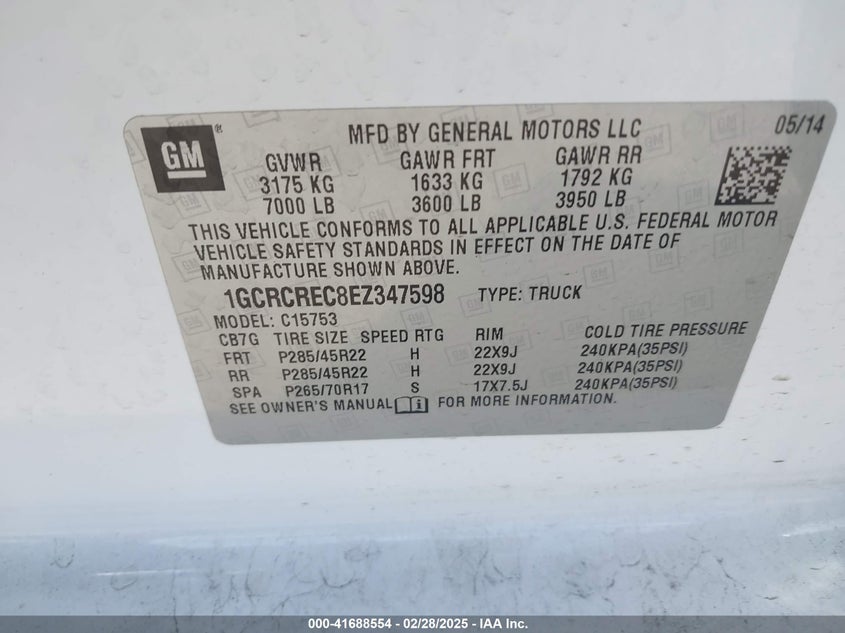 GM
MFD BY GENERAL MOTORS LLC 05/14
GVWR GAWR FRT GAWR RR
3175 KG 1633 KG 1792 KG
7000 LB 3600 LB 3950 LB
THIS VEHICLE CONFORMS TO ALL APPLICABLE U.S. FEDERAL MOTOR
VEHICLE SAFETY STANDARDS IN EFFECT ON THE DATE OF
MANUFACTURE SHOWN ABOVE.
1GCRCREC8EZ347598 TYPE: TRUCK
MODEL: C15753
CB7G TIRE SIZE SPEED RTG RIM COLD TIRE PRESSURE
FRT P285/45R22 H 22X9J 240KPA(35PSI)
RR P285/45R22 H 22X9J 240KPA(35PSI)
SPA P265/70R17 S 17X7.5J 240KPA(35PSI)
SEE OWNER'S MANUAL FOR MORE INFORMATION.
000-41688554 / 02/28/2025 - IAA Inc.